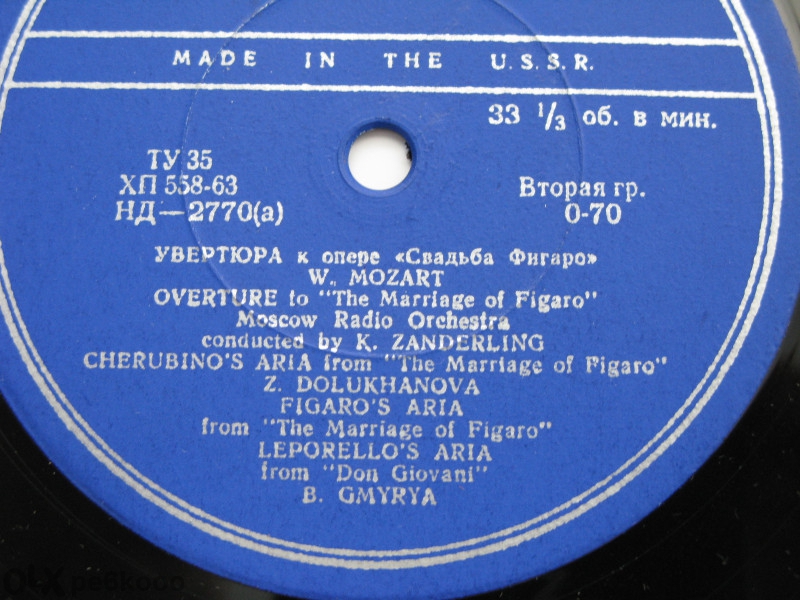 MADE IN THE U.S.S.R.
33 ⅓ об. в мин.
ТУ 35
ХП 558-63
НД—2770(а)
Вторая гр.
0-70
УВЕРТЮРА к опере «Свадьба Фигаро»
W. MOZART
OVERTURE to "The Marriage of Figaro"
Moscow Radio Orchestra
conducted by K. ZANDERLING
CHERUBINO'S ARIA from "The Marriage of Figaro"
Z. DOLUKHANOVA
FIGARO'S ARIA
from "The Marriage of Figaro"
LEPORELLO'S ARIA
from "Don Giovani"
B. GMYRYA
OLX ребкооо